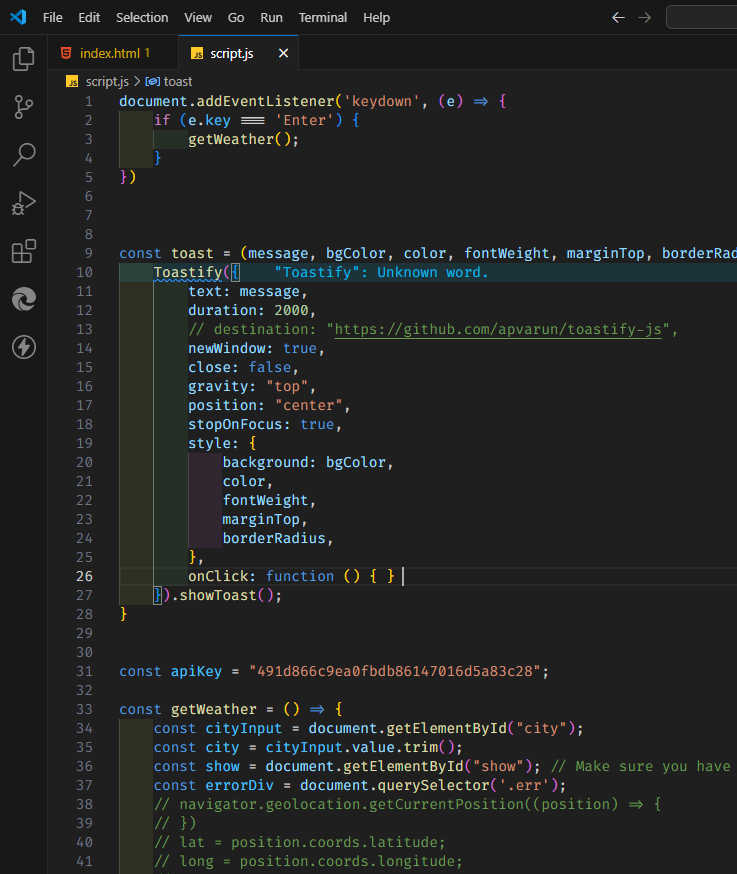 File Edit Selection View Go Run Terminal Help
index.html 1 JS script.js
JS script.js > toast
1 document.addEventListener('keydown', (e) => {
2 if (e.key === 'Enter') {
3 getWeather();
4 }
5 })
6
7
8
9 const toast = (message, bgColor, color, fontWeight, marginTop, borderRad
10 Toastify({ "Toastify": Unknown word.
11 text: message,
12 duration: 2000,
13 // destination: "https://github.com/apvarun/toastify-js",
14 newWindow: true,
15 close: false,
16 gravity: "top",
17 position: "center",
18 stopOnFocus: true,
19 style: {
20 background: bgColor,
21 color,
22 fontWeight,
23 marginTop,
24 borderRadius,
25 },
26 onClick: function () { }
27 }).showToast();
28 }
29
30
31 const apiKey = "491d866c9ea0fbdb86147016d5a83c28";
32
33 const getWeather = () => {
34 const cityInput = document.getElementById("city");
35 const city = cityInput.value.trim();
36 const show = document.getElementById("show"); // Make sure you have
37 const errorDiv = document.querySelector('.err');
38 // navigator.geolocation.getCurrentPosition((position) => {
39 // })
40 // lat = position.coords.latitude;
41 // long = position.coords.longitude;